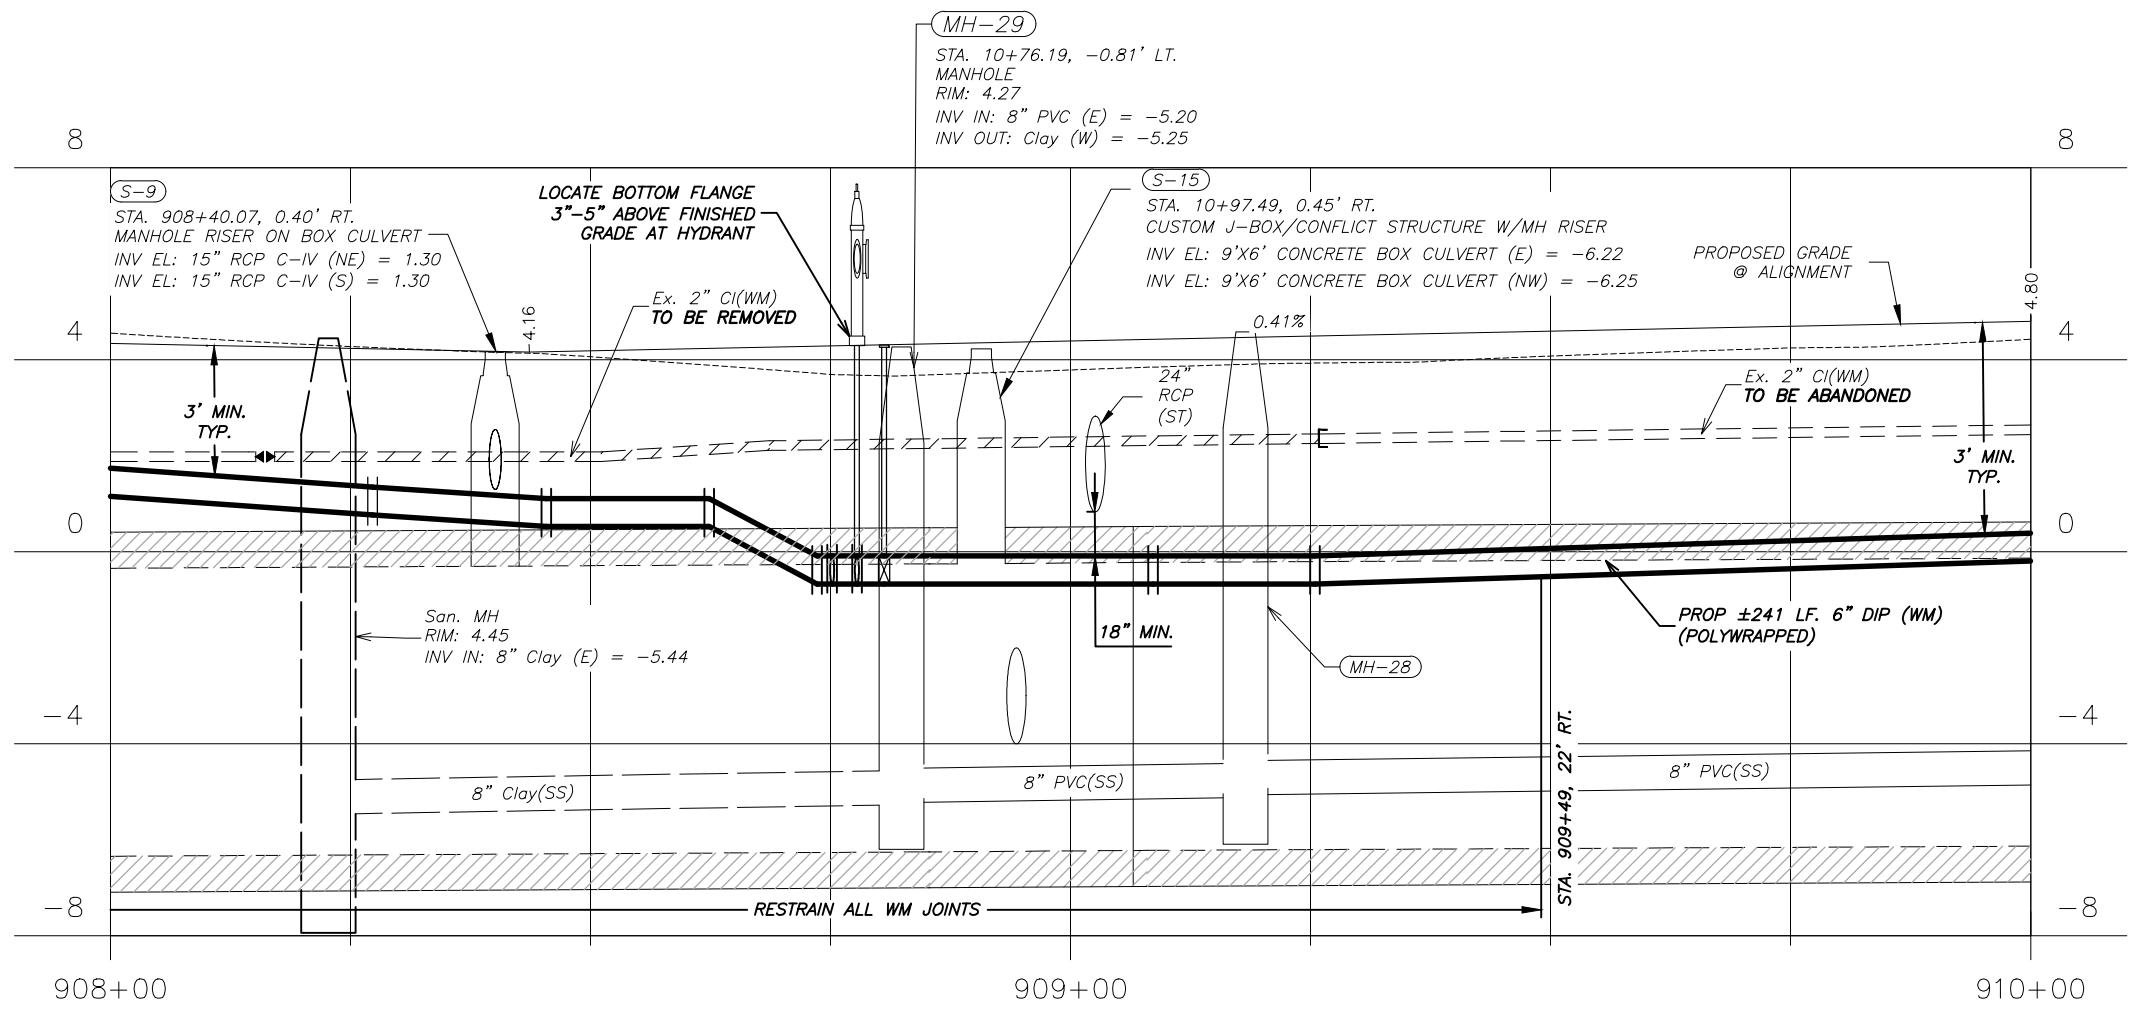 MH-29
STA. 10+76.19, -0.81' LT.
MANHOLE
RIM: 4.27
INV IN: 8" PVC (E) = -5.20
INV OUT: Clay (W) = -5.25
8
8
S-9
STA. 908+40.07, 0.40' RT.
MANHOLE RISER ON BOX CULVERT
INV EL: 15" RCP C-IV (NE) = 1.30
INV EL: 15" RCP C-IV (S) = 1.30
LOCATE BOTTOM FLANGE
3"-5" ABOVE FINISHED
GRADE AT HYDRANT
S-15
STA. 10+97.49, 0.45' RT.
CUSTOM J-BOX/CONFLICT STRUCTURE W/MH RISER
INV EL: 9'X6' CONCRETE BOX CULVERT (E) = -6.22
INV EL: 9'X6' CONCRETE BOX CULVERT (NW) = -6.25
PROPOSED GRADE
@ ALIGNMENT
4.80
Ex. 2" CI(WM)
TO BE REMOVED
4.16
0.41%
4
4
3' MIN.
TYP.
24"
RCP
(ST)
Ex. 2" CI(WM)
TO BE ABANDONED
3' MIN.
TYP.
0
0
San. MH
RIM: 4.45
INV IN: 8" Clay (E) = -5.44
18" MIN.
PROP ±241 LF. 6" DIP (WM)
(POLYWRAPPED)
MH-28
-4
-4
8" Clay(SS)
8" PVC(SS)
8" PVC(SS)
STA. 909+49, 22' RT.
-8
-8
RESTRAIN ALL WM JOINTS
908+00
909+00
910+00